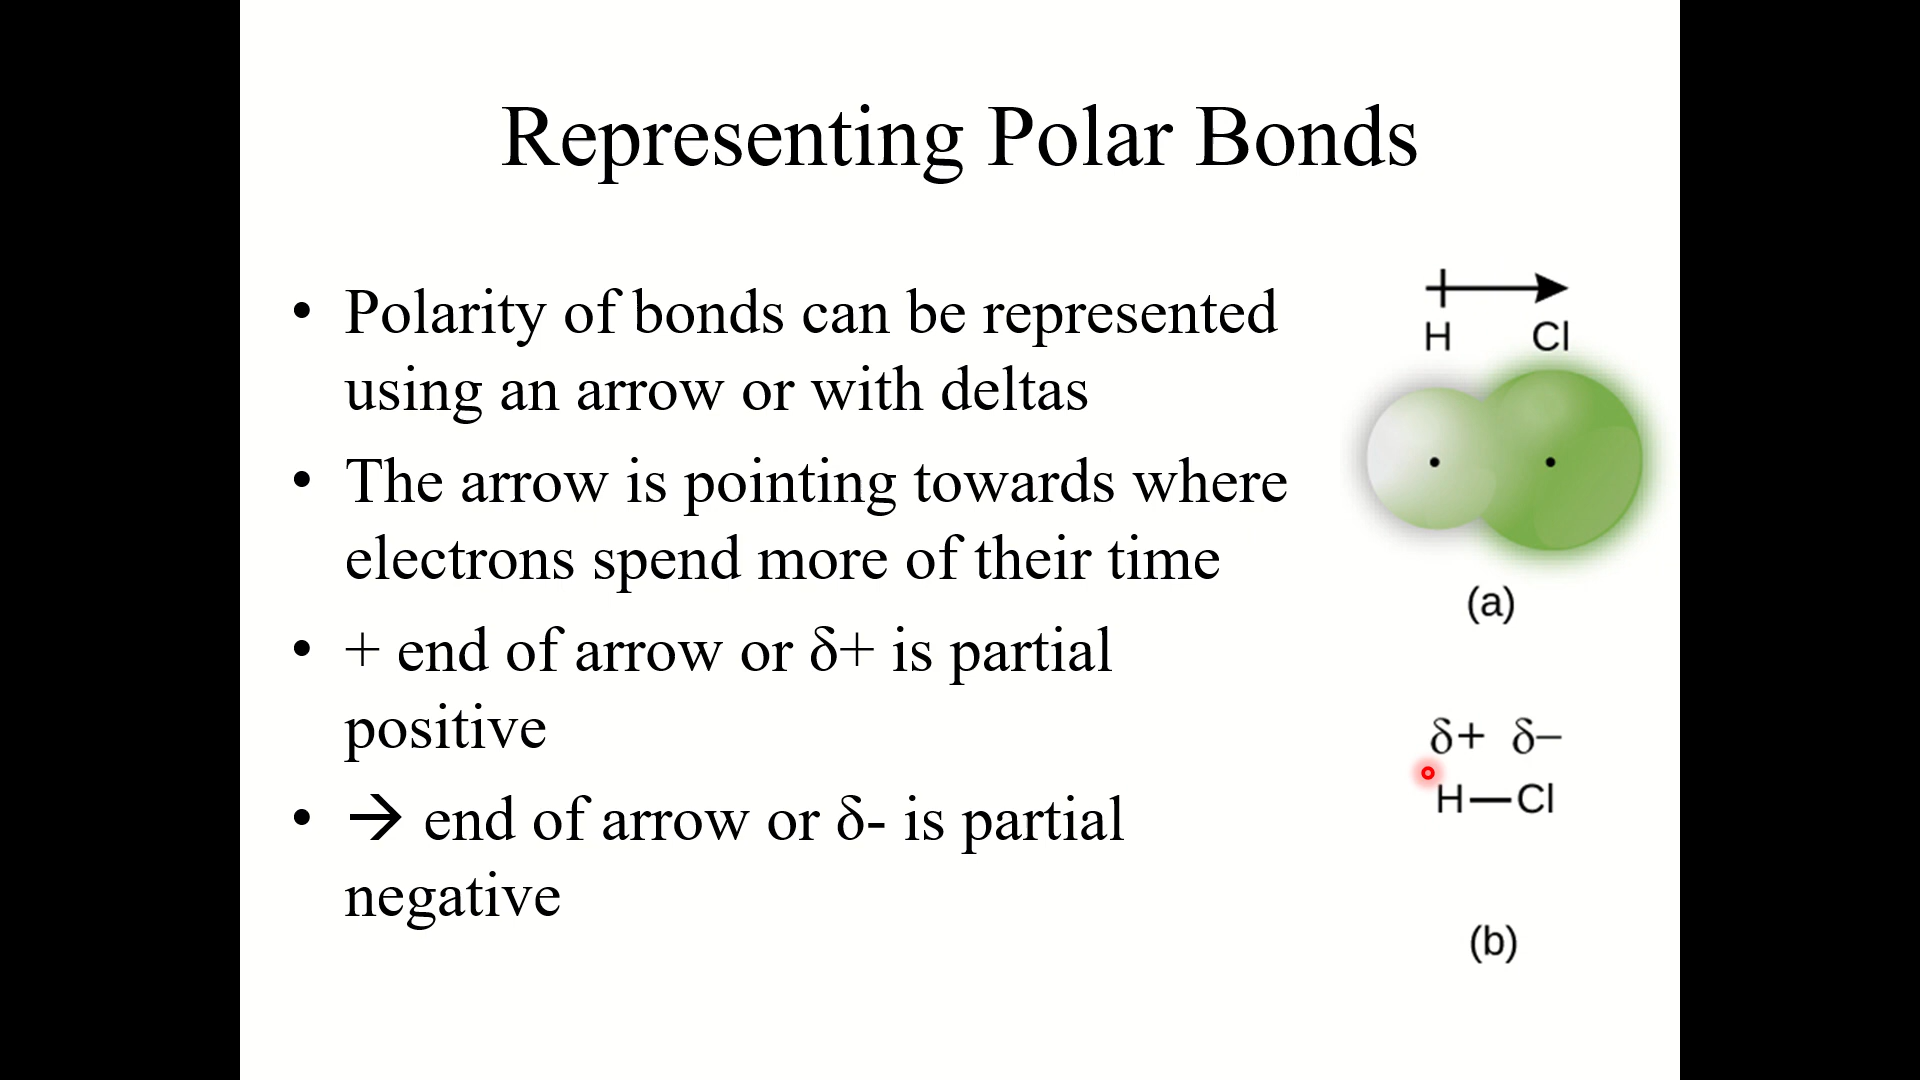 Representing Polar Bonds
• Polarity of bonds can be represented
using an arrow or with deltas
• The arrow is pointing towards where
electrons spend more of their time
• + end of arrow or δ+ is partial
positive
• → end of arrow or δ- is partial
negative
H Cl
(a)
δ+ δ–
H—Cl
(b)